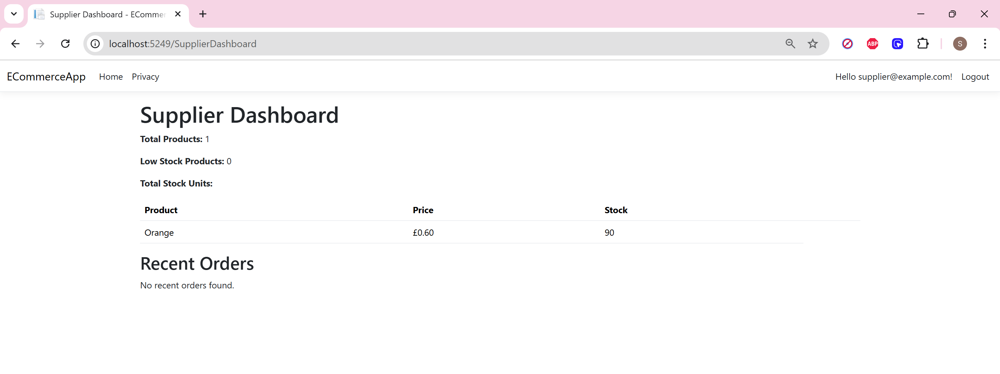 Supplier Dashboard - ECommer
localhost:5249/SupplierDashboard
ABP
S
ECommerceApp Home Privacy Hello supplier@example.com! Logout
Supplier Dashboard
Total Products: 1
Low Stock Products: 0
Total Stock Units:
Product Price Stock
Orange £0.60 90
Recent Orders
No recent orders found.